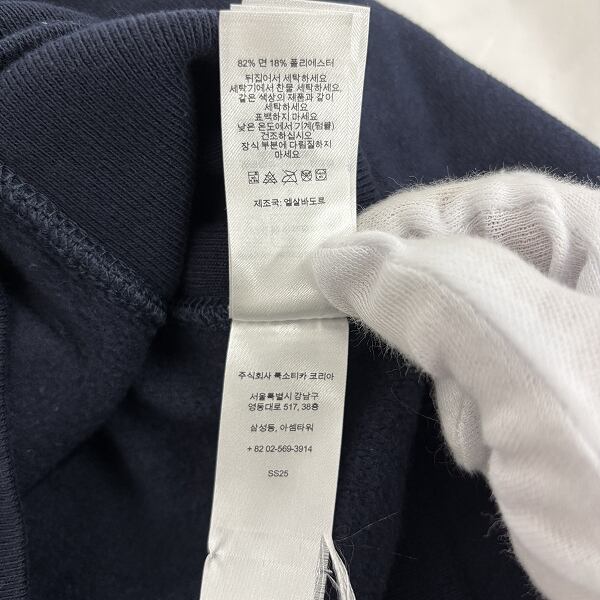 82% 면 18% 폴리에스터
뒤집어서 세탁하세요
세탁기에서 찬물 세탁하세요.
같은 색상의 제품과 같이
세탁하세요
표백하지 마세요
낮은 온도에서 기계(텀블)
건조하십시오
장식 부분에 다림질하지
마세요
제조국: 엘살바도르
주식회사 룩소티카 코리아
서울특별시 강남구
영동대로 517, 38층
삼성동, 아셈타워
+ 82 02-569-3914
SS25